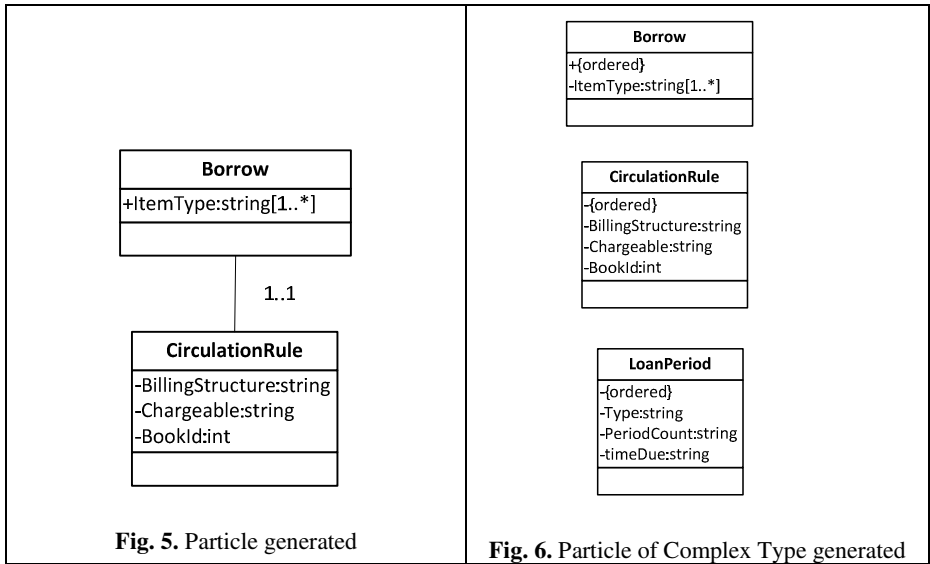 Borrow
+ItemType:string[1..*]
1..1
CirculationRule
-BillingStructure:string
-Chargeable:string
-BookId:int
Fig. 5. Particle generated
Borrow
+{ordered}
-ItemType:string[1..*]
CirculationRule
-{ordered}
-BillingStructure:string
-Chargeable:string
-BookId:int
LoanPeriod
-{ordered}
-Type:string
-PeriodCount:string
-timeDue:string
Fig. 6. Particle of Complex Type generated